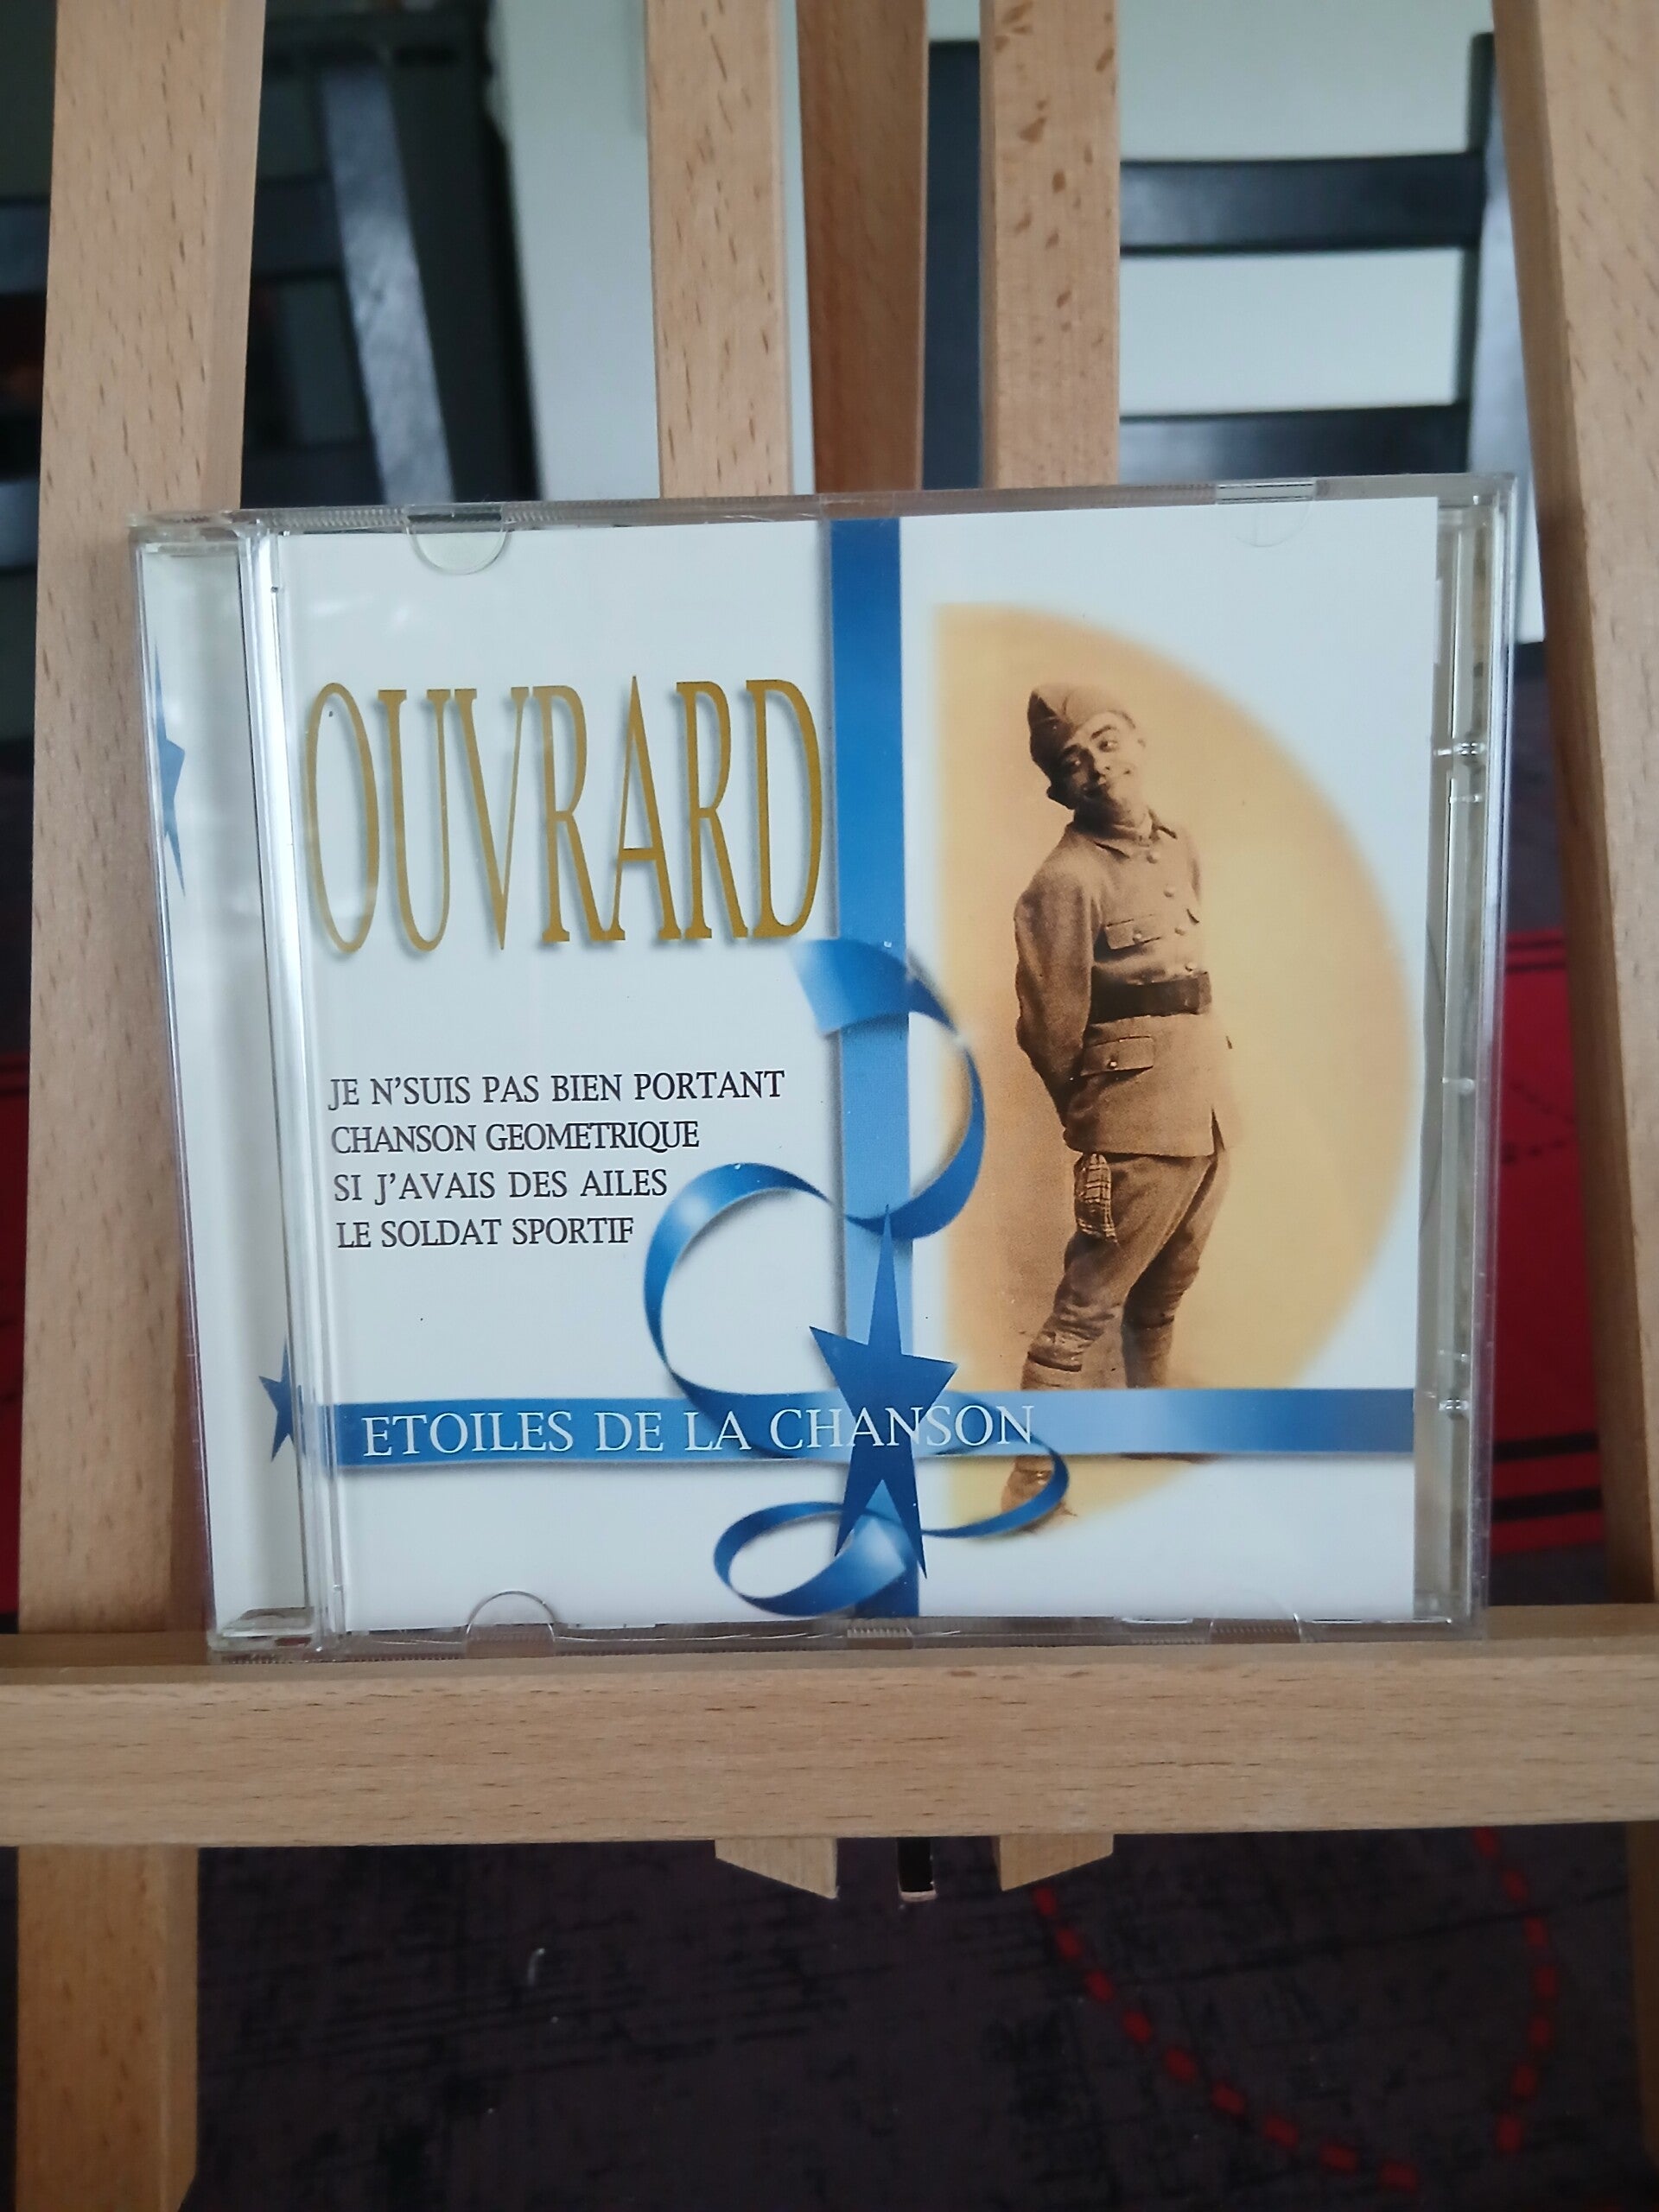 OUVRARD
JE N'SUIS PAS BIEN PORTANT
CHANSON GEOMETRIQUE
SI J'AVAIS DES AILES
LE SOLDAT SPORTIF
ETOILES DE LA CHANSON